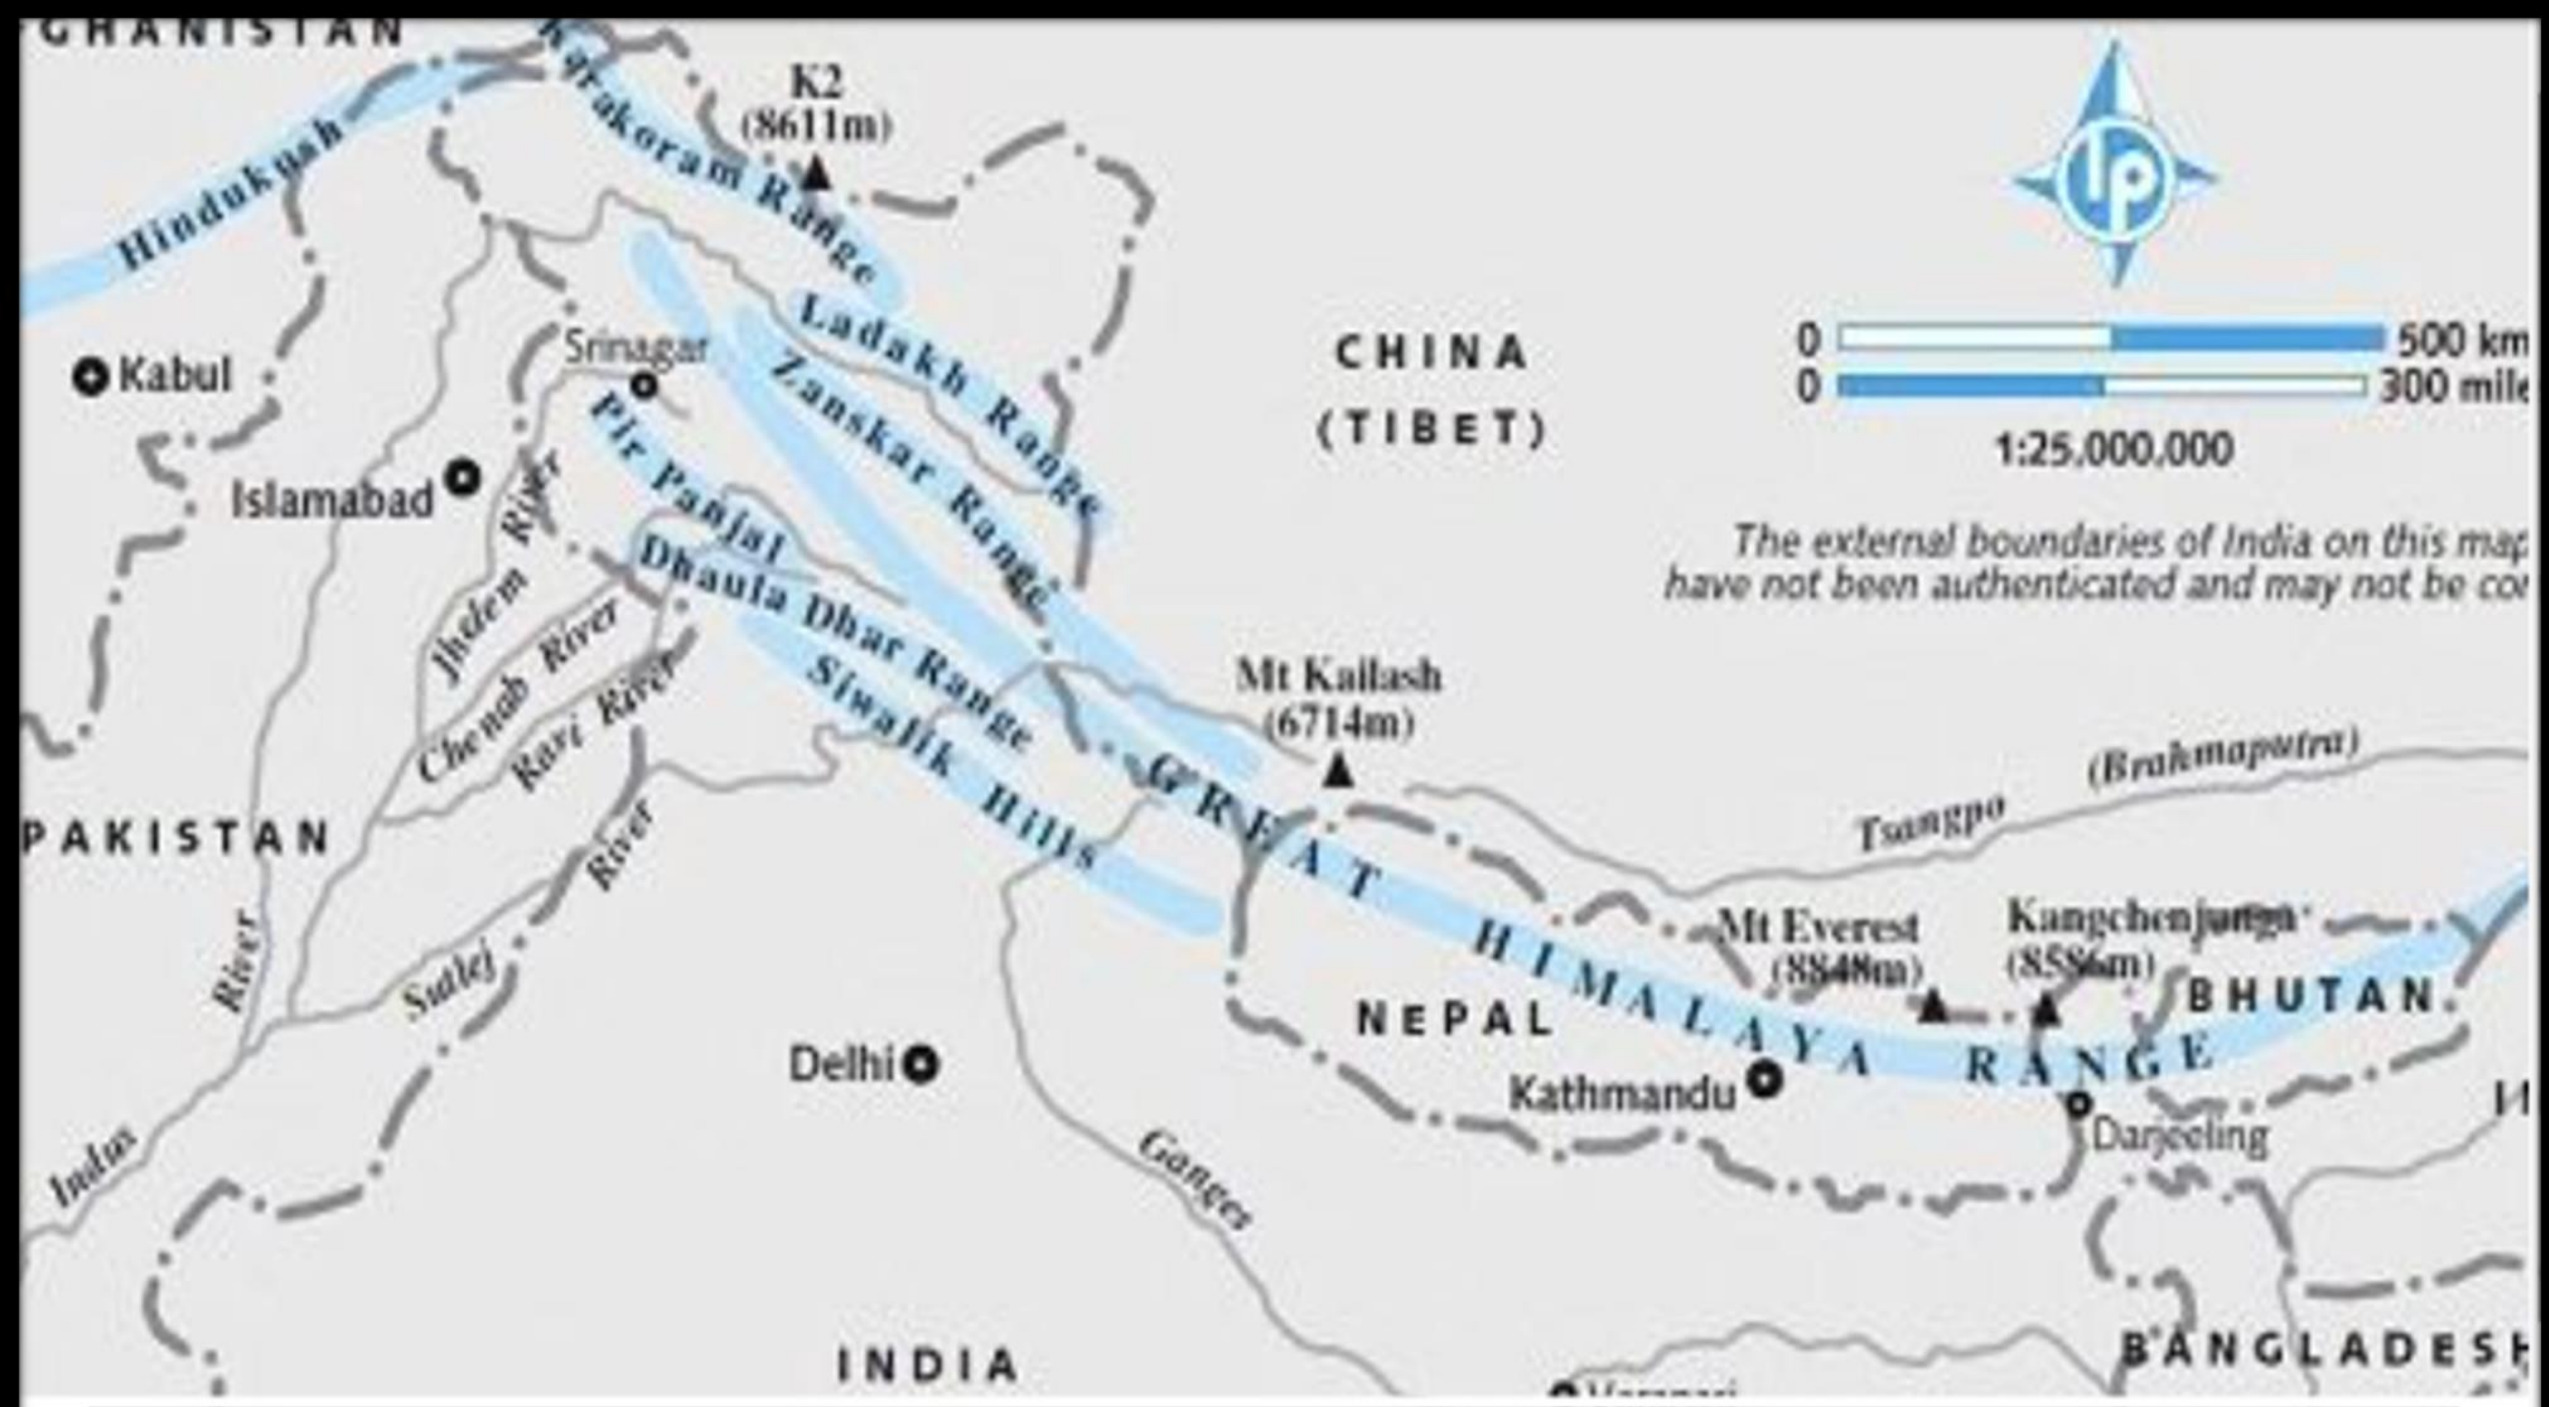 GHANISTAN
Karakoram Range
K2
(8611m)
lp
Hindukush
0 500 km
0 300 mile
1:25,000,000
Ladakh Range
CHINA
(TIBET)
Srinagar
Kabul
Zanskar Range
Pir Panjal
Islamabad
The external boundaries of India on this map
have not been authenticated and may not be cor
Dhaula Dhar Range
Jhelem River
Chenab River
Ravi River
Siwalik Hills
Mt Kailash
(6714m)
(Brahmaputra)
Tsangpo
GREAT HIMALAYA RANGE
PAKISTAN
Sutlej River
Mt Everest
(8848m)
Kangchenjunga
(8586m)
BHUTAN
NEPAL
Delhi
Kathmandu
Darjeeling
Indus River
Ganges
INDIA
BANGLADESH